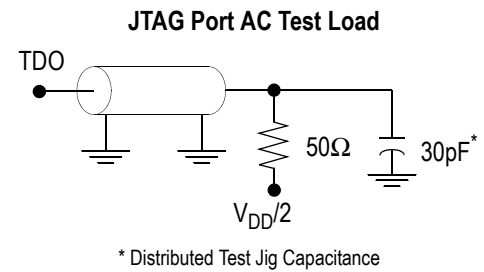 JTAG Port AC Test Load
TDO
50Ω
30pF*
VDD/2
* Distributed Test Jig Capacitance